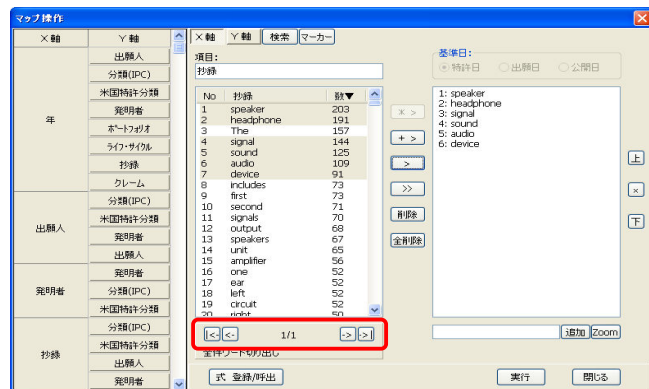 マップ操作
X軸 Y軸
年
出願人
分類(IPC)
米国特許分類
発明者
ポートフォリオ
ライフ・サイクル
抄録
クレーム
出願人
分類(IPC)
米国特許分類
発明者
出願人
発明者
発明者
分類(IPC)
米国特許分類
抄録
分類(IPC)
米国特許分類
出願人
発明者
X軸 Y軸 検索 マーカー
項目:
抄録
No 抄録 数▼
1 speaker 203
2 headphone 191
3 The 157
4 signal 144
5 sound 125
6 audio 109
7 device 91
8 includes 73
9 first 73
10 second 71
11 signals 70
12 output 68
13 speakers 67
14 unit 65
15 amplifier 56
16 one 52
17 ear 52
18 left 52
19 circuit 52
20 right 50
|<- <- 1/1 -> ->|
全件ワード切り出し
式 登録/呼出
* >
+ >
>
>>
削除
全削除
基準日:
特許日 出願日 公開日
1: speaker
2: headphone
3: signal
4: sound
5: audio
6: device
上
×
下
追加 Zoom
実行 閉じる